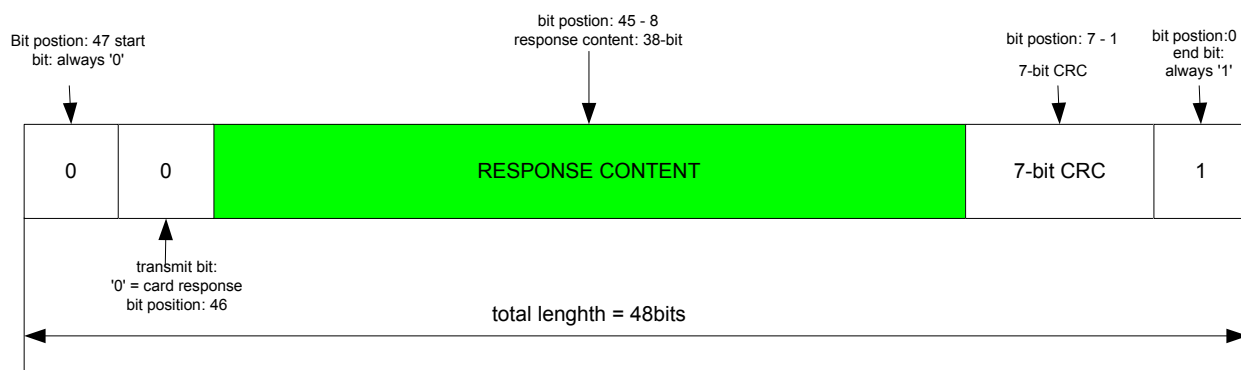 bit postion: 45 - 8
response content: 38-bit
Bit postion: 47 start
bit: always '0'
bit postion: 7 - 1
7-bit CRC
bit postion:0
end bit:
always '1'
0
0
RESPONSE CONTENT
7-bit CRC
1
transmit bit:
'0' = card response
bit position: 46
total lenghth = 48bits